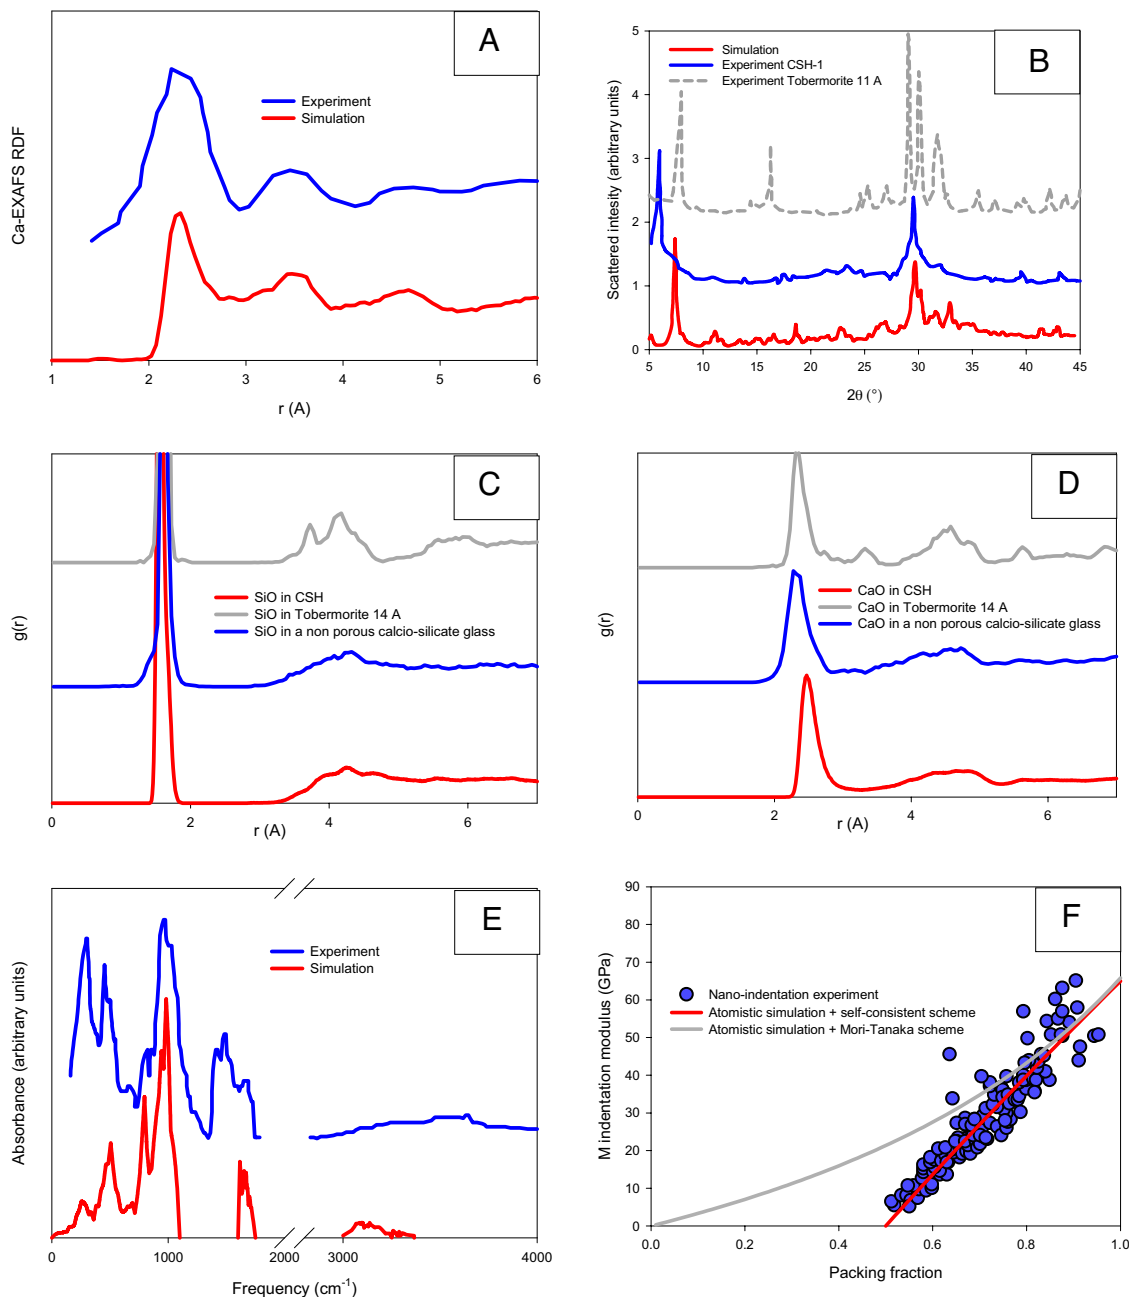 A
Experiment
Simulation
Ca-EXAFS RDF
1 2 3 4 5 6
r (A)
B
Simulation
Experiment CSH-1
Experiment Tobermorite 11 A
Scattered intesity (arbitrary units)
5
4
3
2
1
0
5 10 15 20 25 30 35 40 45
2θ (°)
C
SiO in CSH
SiO in Tobermorite 14 A
SiO in a non porous calcio-silicate glass
g(r)
0 2 4 6
r (A)
D
CaO in CSH
CaO in Tobermorite 14 A
CaO in a non porous calcio-silicate glass
g(r)
0 2 4 6
r (A)
E
Experiment
Simulation
Absorbance (arbitrary units)
0 1000 2000 3000 4000
Frequency (cm-1)
F
Nano-indentation experiment
Atomistic simulation + self-consistent scheme
Atomistic simulation + Mori-Tanaka scheme
M indentation modulus (GPa)
90
80
70
60
50
40
30
20
10
0
0.0 0.2 0.4 0.6 0.8 1.0
Packing fraction